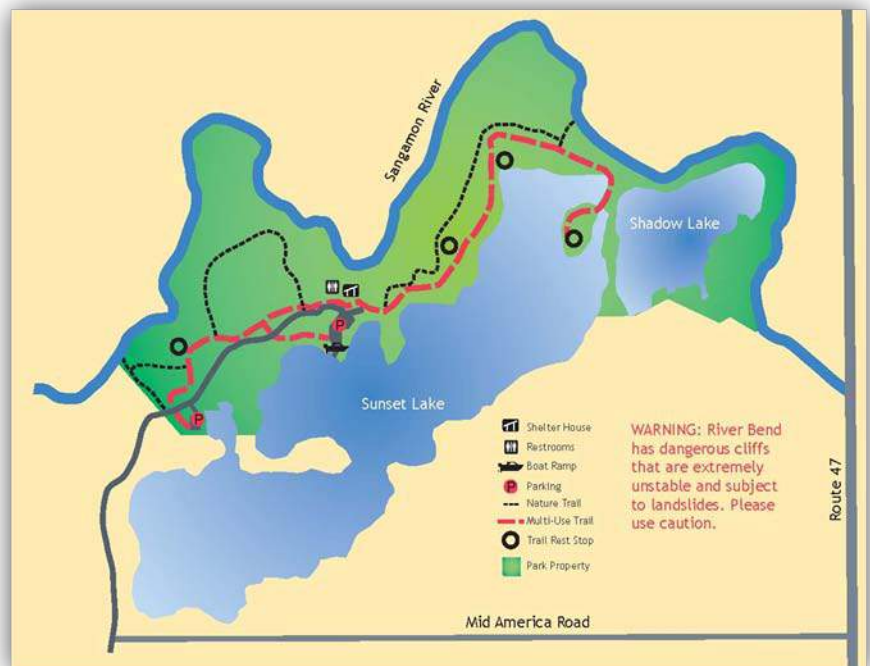 Sangamon River
Shadow Lake
P
P
Sunset Lake
Shelter House
Restrooms
Boat Ramp
P
Parking
Nature Trail
Multi-Use Trail
Trail Rest Stop
Park Property
WARNING: River Bend
has dangerous cliffs
that are extremely
unstable and subject
to landslides. Please
use caution.
Route 47
Mid America Road